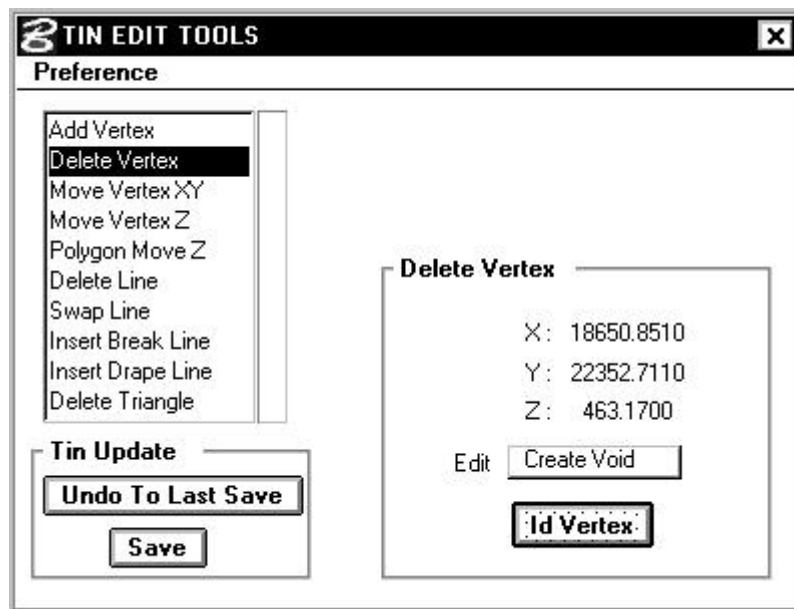 TIN EDIT TOOLS
Preference
Add Vertex
Delete Vertex
Move Vertex XY
Move Vertex Z
Polygon Move Z
Delete Line
Swap Line
Insert Break Line
Insert Drape Line
Delete Triangle
Tin Update
Undo To Last Save
Save
Delete Vertex
X: 18650.8510
Y: 22352.7110
Z: 463.1700
Edit Create Void
Id Vertex